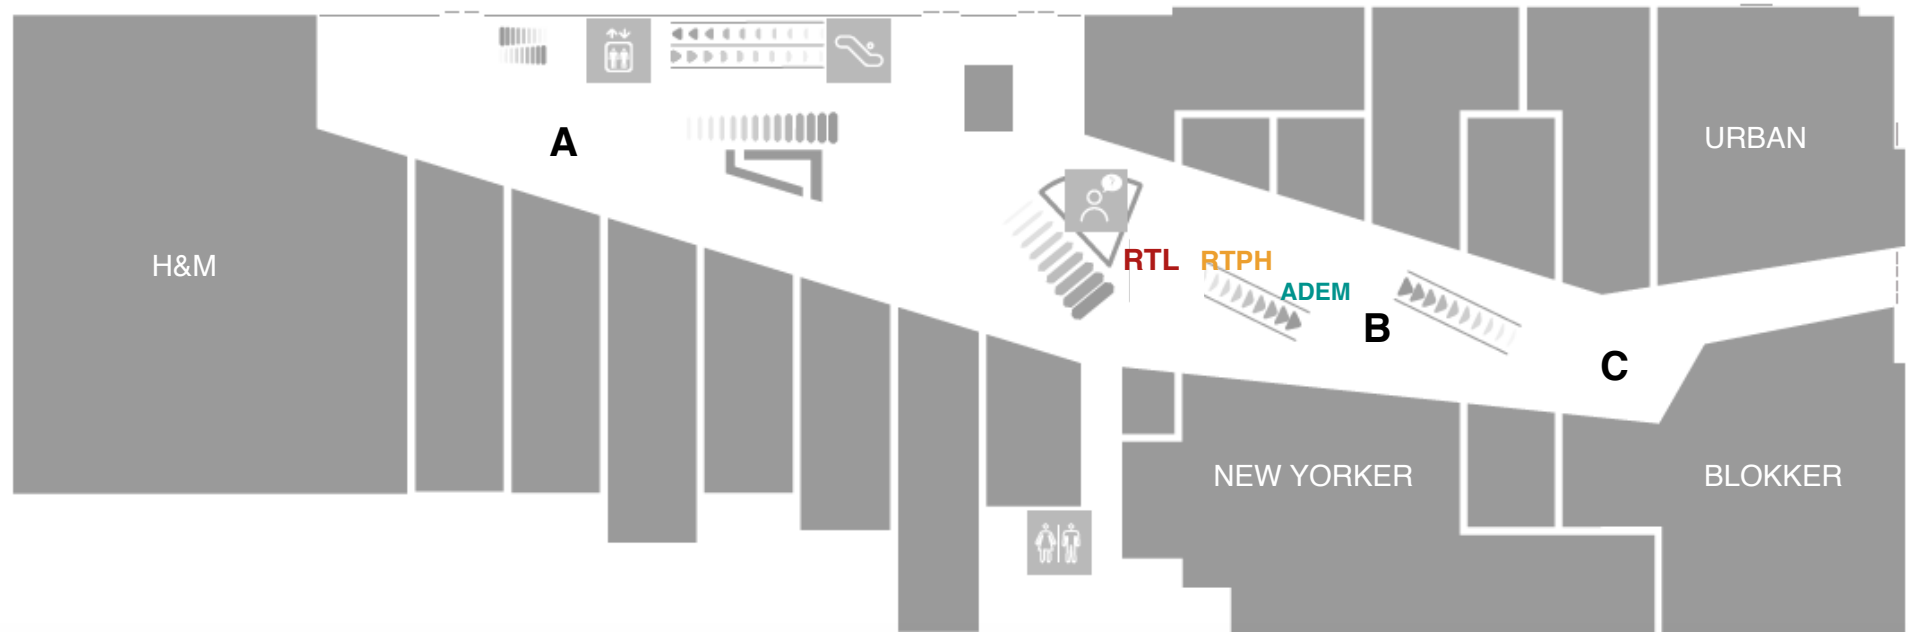 A
URBAN
H&M
RTL
RTPH
ADEM
B
C
NEW YORKER
BLOKKER